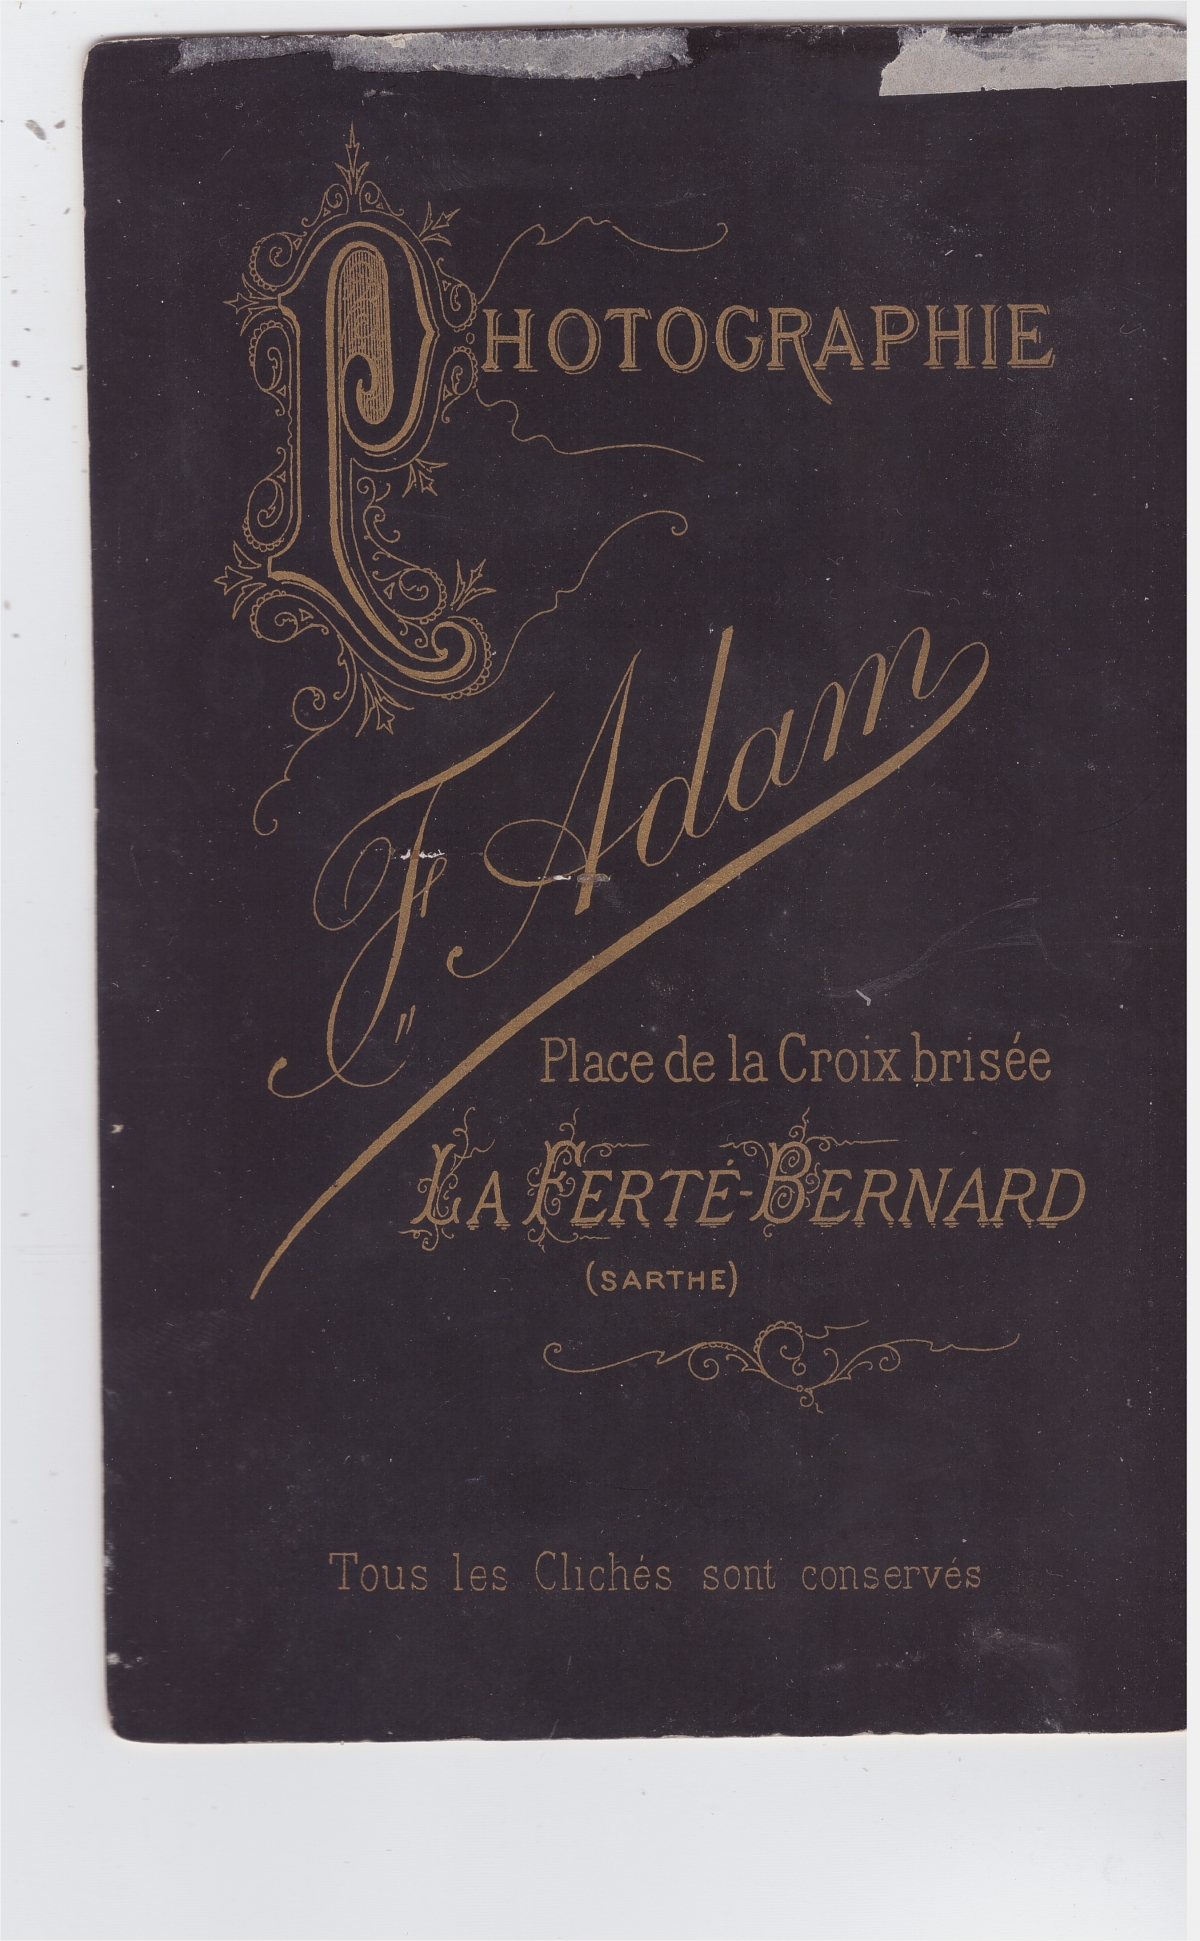 PHOTOGRAPHIE
F. Adam
Place de la Croix brisée
LA FERTÉ-BERNARD
(SARTHE)
Tous les Clichés sont conservés